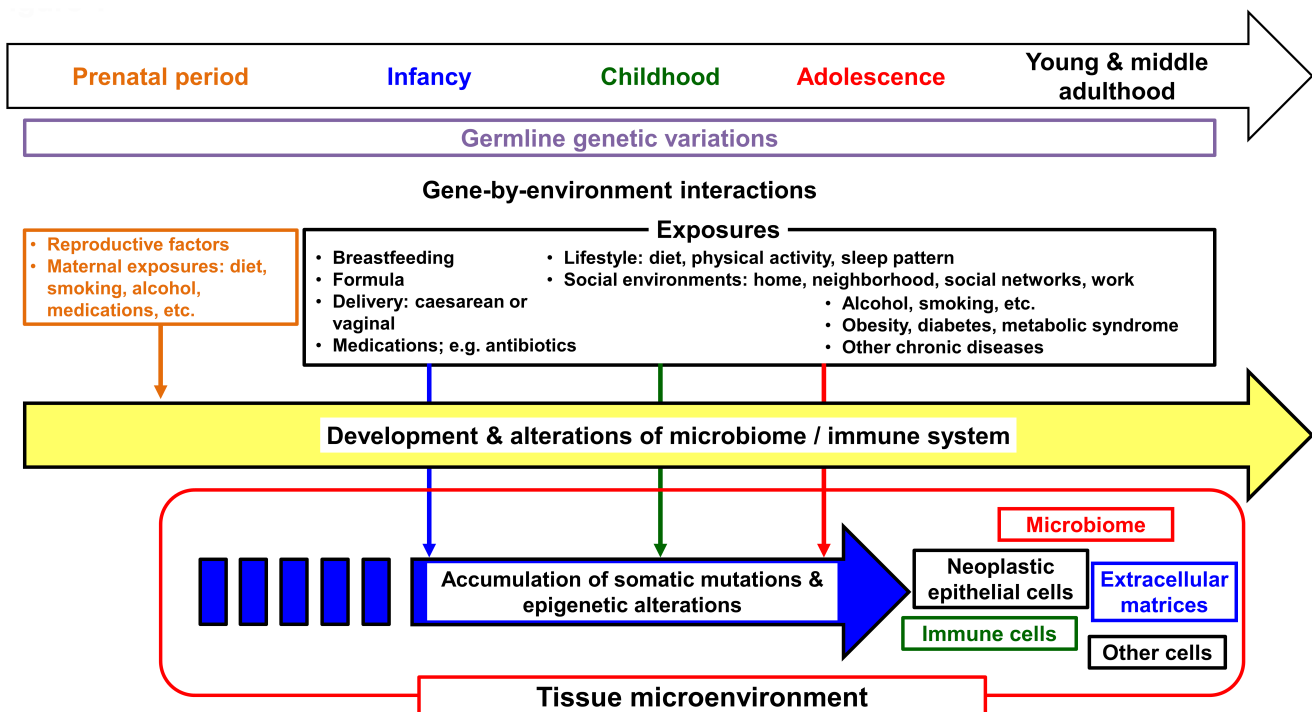 Prenatal period
Infancy
Childhood
Adolescence
Young & middle
adulthood
Germline genetic variations
Gene-by-environment interactions
• Reproductive factors
• Maternal exposures: diet,
smoking, alcohol,
medications, etc.
Exposures
• Breastfeeding
• Formula
• Delivery: caesarean or
vaginal
• Medications; e.g. antibiotics
• Lifestyle: diet, physical activity, sleep pattern
• Social environments: home, neighborhood, social networks, work
• Alcohol, smoking, etc.
• Obesity, diabetes, metabolic syndrome
• Other chronic diseases
Development & alterations of microbiome / immune system
Accumulation of somatic mutations &
epigenetic alterations
Microbiome
Neoplastic
epithelial cells
Extracellular
matrices
Immune cells
Other cells
Tissue microenvironment